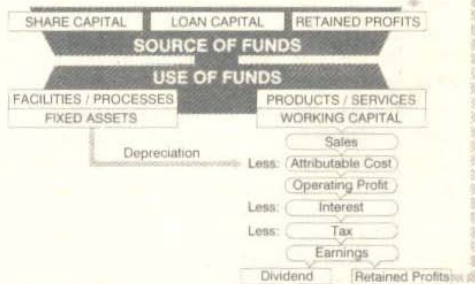 SHARE CAPITAL LOAN CAPITAL RETAINED PROFITS
SOURCE OF FUNDS
USE OF FUNDS
FACILITIES / PROCESSES PRODUCTS / SERVICES
FIXED ASSETS WORKING CAPITAL
Sales
Depreciation Less: Attributable Cost
Operating Profit
Less: Interest
Less: Tax
Earnings
Dividend Retained Profits